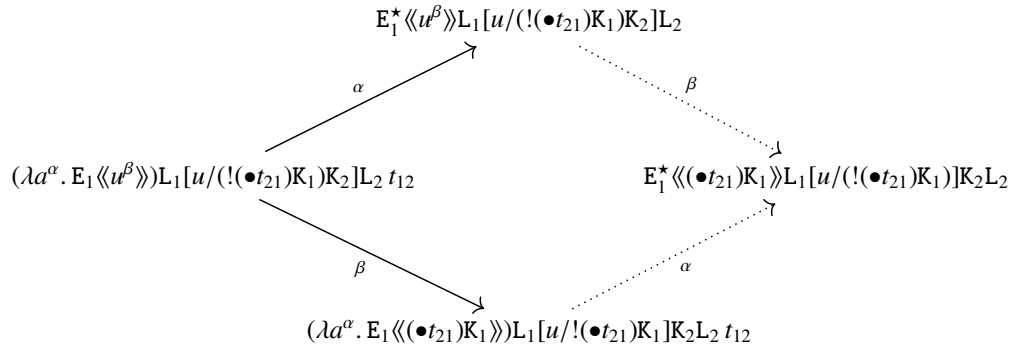 E₁^⋆⟪u^β⟫L₁[u/(!(•t₂₁)K₁)K₂]L₂
α
β
(λa^α. E₁⟪u^β⟫)L₁[u/(!(•t₂₁)K₁)K₂]L₂ t₁₂
E₁^⋆⟪(•t₂₁)K₁⟫L₁[u/(!(•t₂₁)K₁)]K₂L₂
β
α
(λa^α. E₁⟪(•t₂₁)K₁⟫)L₁[u/!(•t₂₁)K₁]K₂L₂ t₁₂